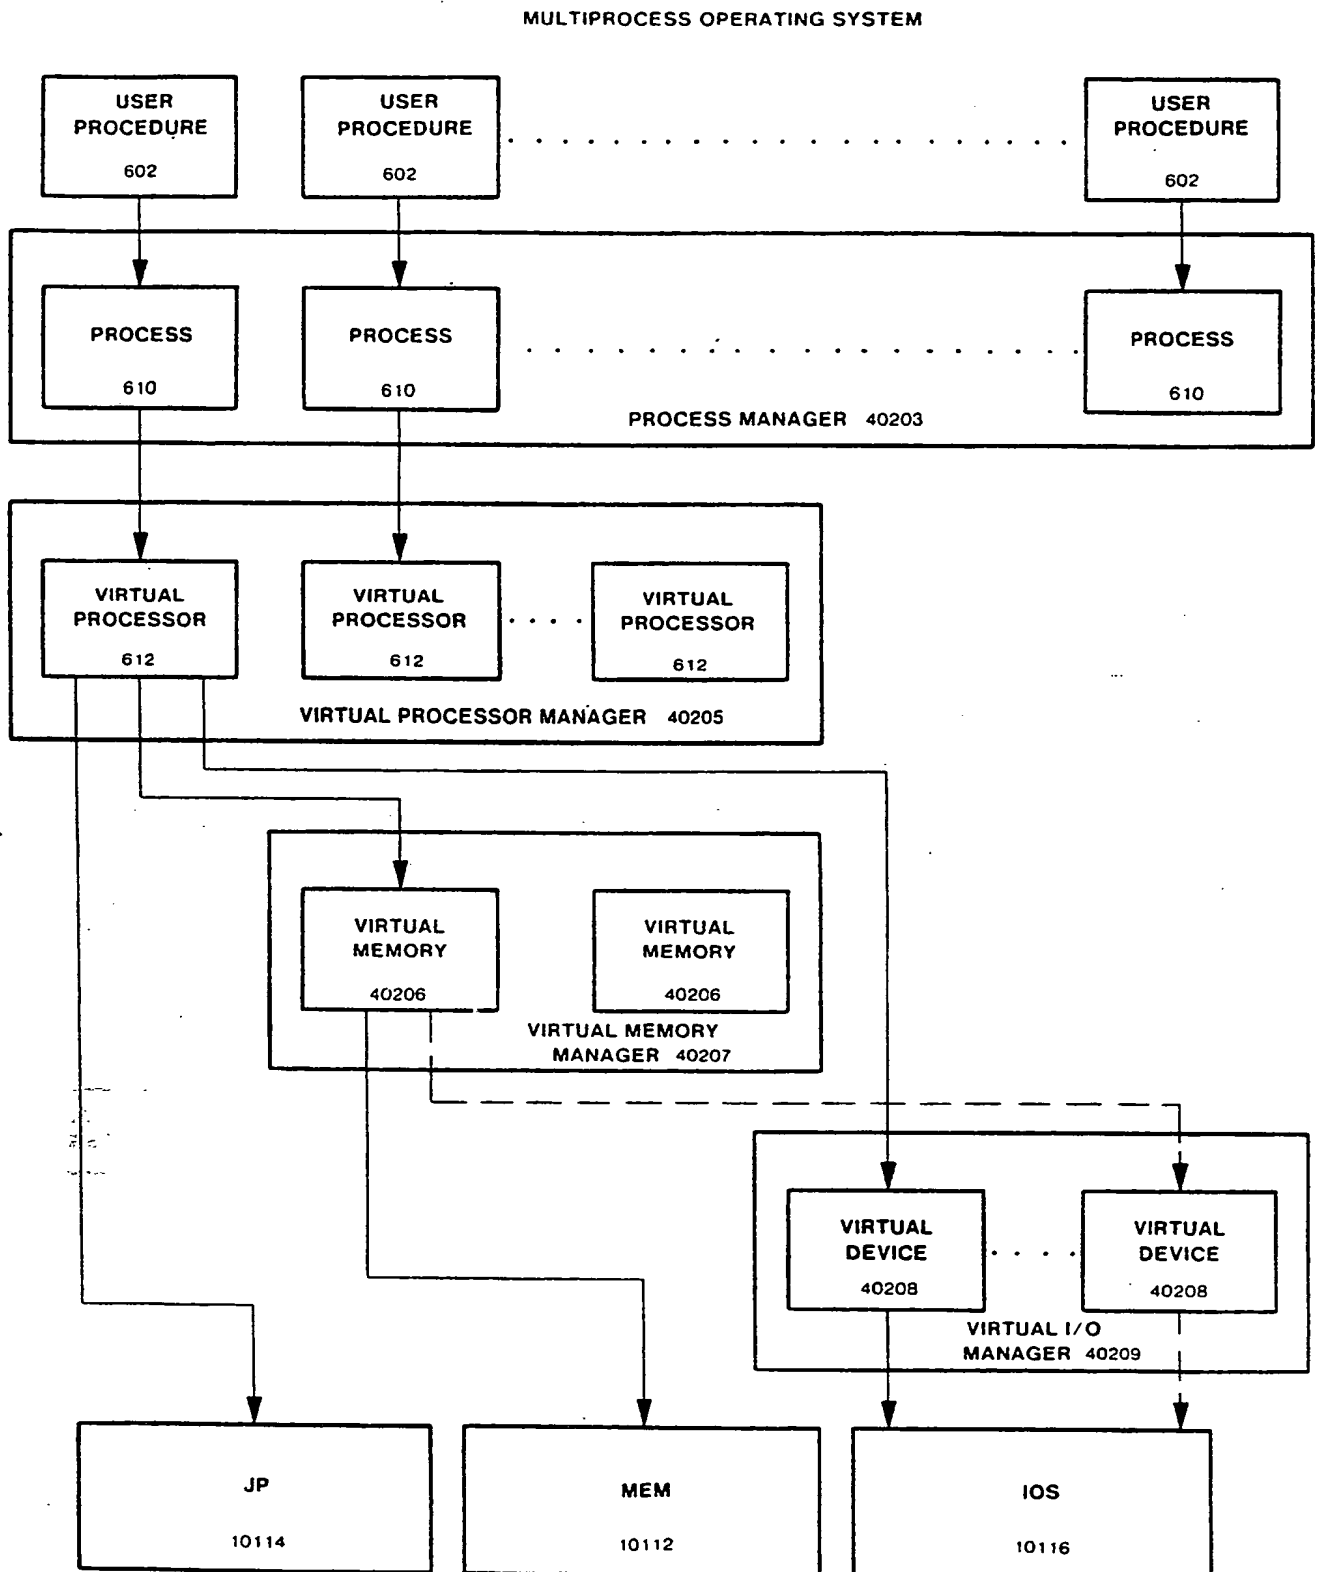 MULTIPROCESS OPERATING SYSTEM
USER
PROCEDURE
602
USER
PROCEDURE
602
USER
PROCEDURE
602
PROCESS
610
PROCESS
610
PROCESS
610
PROCESS MANAGER 40203
VIRTUAL
PROCESSOR
612
VIRTUAL
PROCESSOR
612
VIRTUAL
PROCESSOR
612
VIRTUAL PROCESSOR MANAGER 40205
VIRTUAL
MEMORY
40206
VIRTUAL
MEMORY
40206
VIRTUAL MEMORY
MANAGER 40207
VIRTUAL
DEVICE
40208
VIRTUAL
DEVICE
40208
VIRTUAL I/O
MANAGER 40209
JP
10114
MEM
10112
IOS
10116